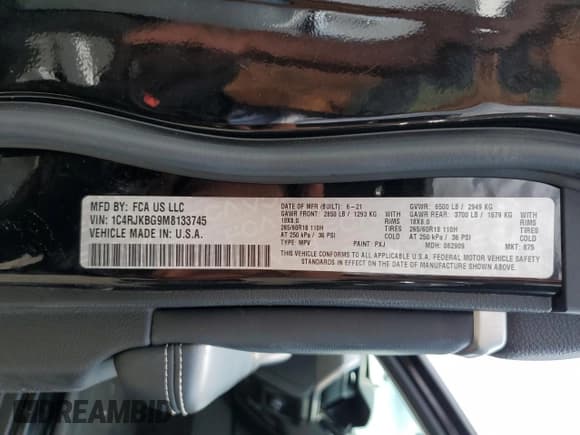 MFD BY: FCA US LLC
VIN: 1C4RJKBG9M8133745
VEHICLE MADE IN: U.S.A.
DATE OF MFR (BUILT): 6-21
GVWR: 6500 LB / 2949 KG
GAWR FRONT: 2850 LB / 1293 KG WITH
18X8.0 RIMS
265/60R18 110H TIRES
AT 250 kPa / 36 PSI COLD
GAWR REAR: 3700 LB / 1679 KG WITH
18X8.0 RIMS
265/60R18 110H TIRES
AT 250 kPa / 36 PSI COLD
TYPE: MPV PAINT: PXJ MDH: 062909 MKT: 875
THIS VEHICLE CONFORMS TO ALL APPLICABLE U.S.A. FEDERAL MOTOR VEHICLE SAFETY
STANDARDS IN EFFECT ON THE DATE OF MANUFACTURE SHOWN ABOVE.
DREAMBID